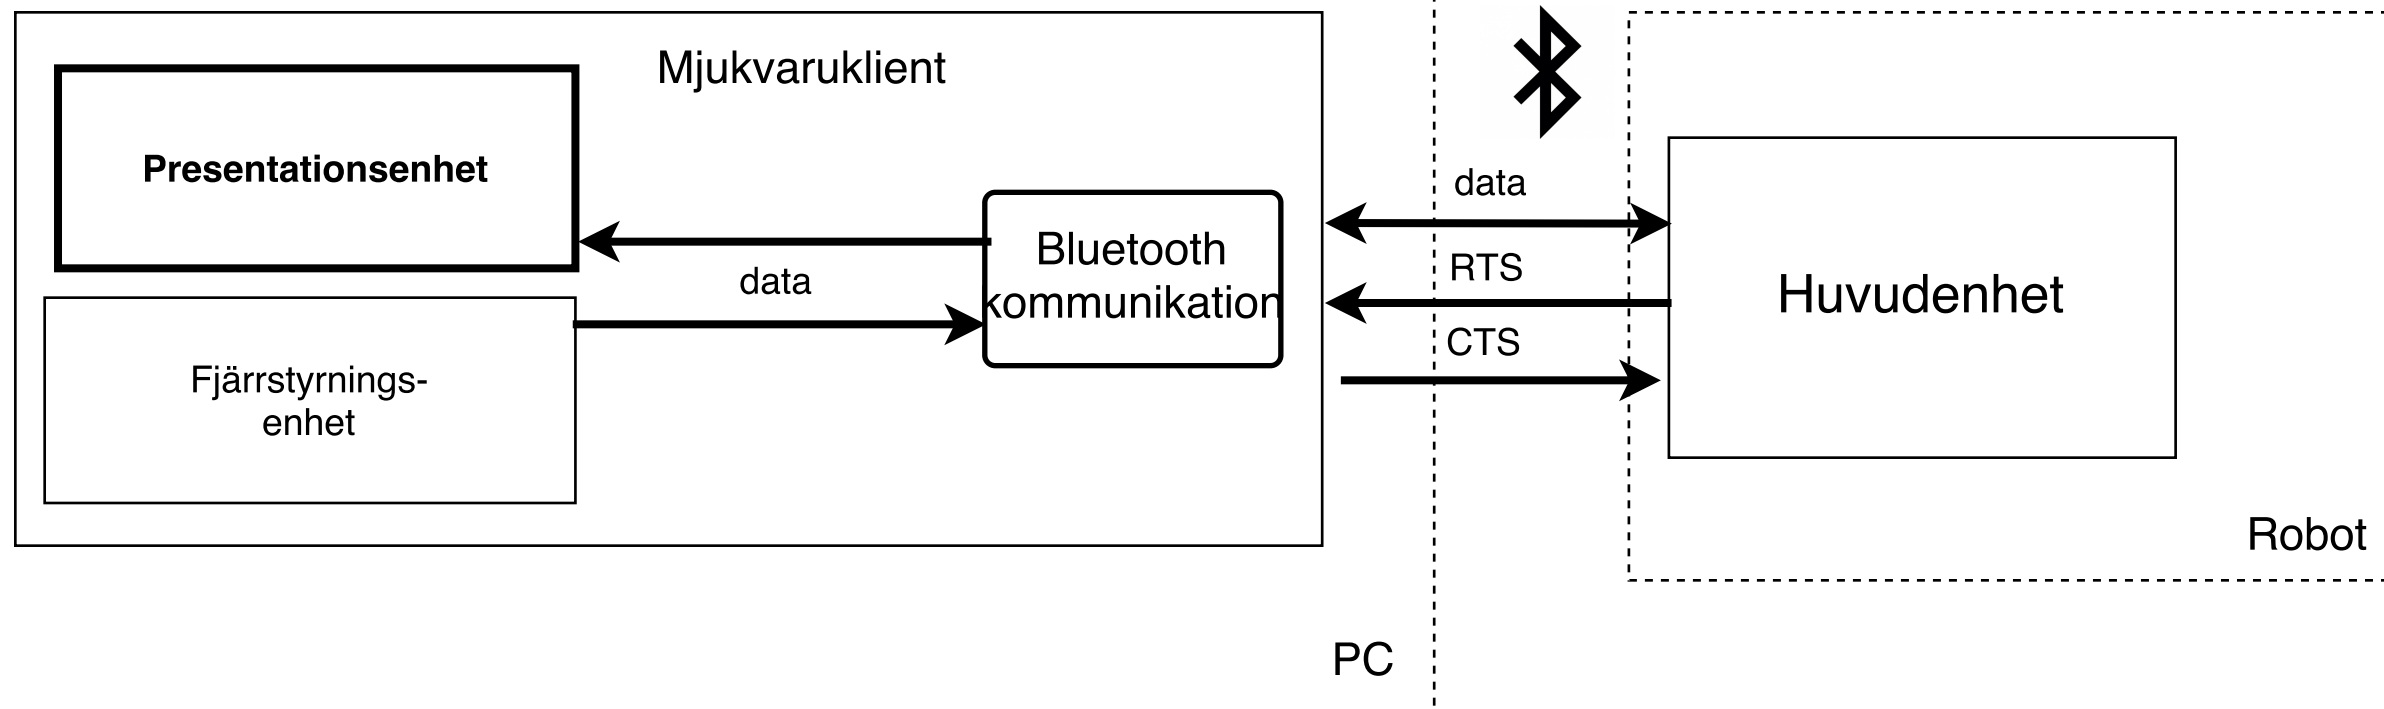 Mjukvaruklient
Presentationsenhet
data
Bluetooth
kommunikation
Fjärrstyrnings-
enhet
data
RTS
CTS
Huvudenhet
Robot
PC